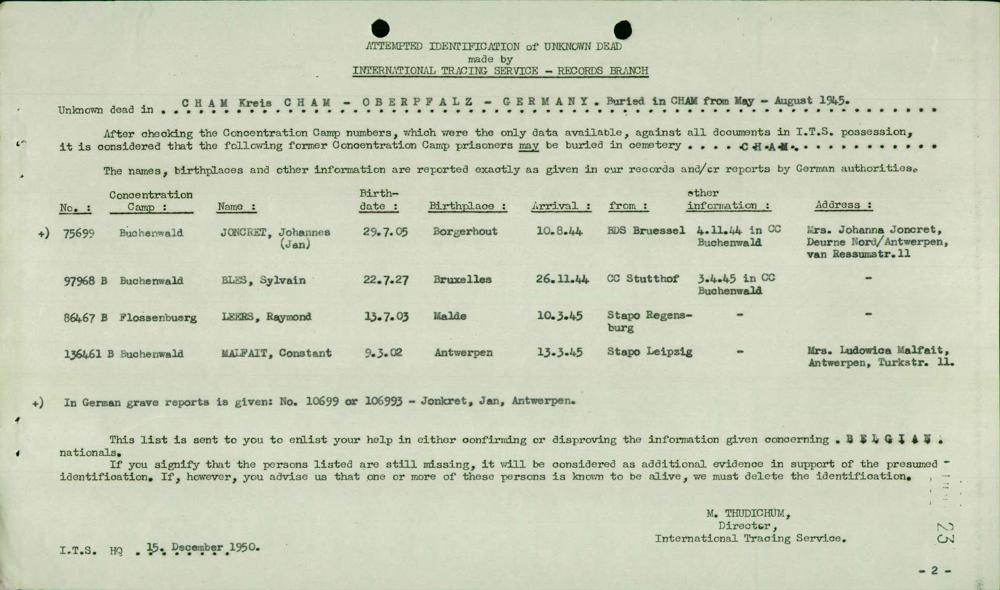 ATTEMPTED IDENTIFICATION of UNKNOWN DEAD
made by
INTERNATIONAL TRACING SERVICE - RECORDS BRANCH
Unknown dead in . CHAM Kreis CHAM - OBERPFALZ - GERMANY. Buried in CHAM from May - August 1945.
After checking the Concentration Camp numbers, which were the only data available, against all documents in I.T.S. possession,
it is considered that the following former Concentration Camp prisoners may be buried in cemetery . . . . C.H.A.M. . . . . . . . . . . . .
The names, birthplaces and other information are reported exactly as given in our records and/or reports by German authorities.
No. : Concentration Camp : Name : Birth-date : Birthplace : Arrival : from : other information : Address :
+) 75699 Buchenwald JONCRET, Johannes 29.7.05 Borgerhout 10.8.44 BDS Bruessel 4.11.44 in CC Mrs. Johanna Joncret,
(Jan) Buchenwald Deurne Nord/Antwerpen,
van Ressumstr.11
97968 B Buchenwald BLES, Sylvain 22.7.27 Bruxelles 26.11.44 CC Stutthof 3.4.45 in CC -
Buchenwald
86467 B Flossenbuerg LEERS, Raymond 13.7.03 Malde 10.3.45 Stapo Regens- - -
burg
136461 B Buchenwald MALFAIT, Constant 9.3.02 Antwerpen 13.3.45 Stapo Leipzig - Mrs. Ludowica Malfait,
Antwerpen, Turkstr. 11.
+) In German grave reports is given: No. 10699 or 106993 - Jonkret, Jan, Antwerpen.
This list is sent to you to enlist your help in either confirming or disproving the information given concerning . BELGIAN .
nationals.
If you signify that the persons listed are still missing, it will be considered as additional evidence in support of the presumed
identification. If, however, you advise us that one or more of these persons is known to be alive, we must delete the identification.
M. THUDICHUM,
Director,
International Tracing Service.
I.T.S. HQ . 15. December 1950.
23
- 2 -